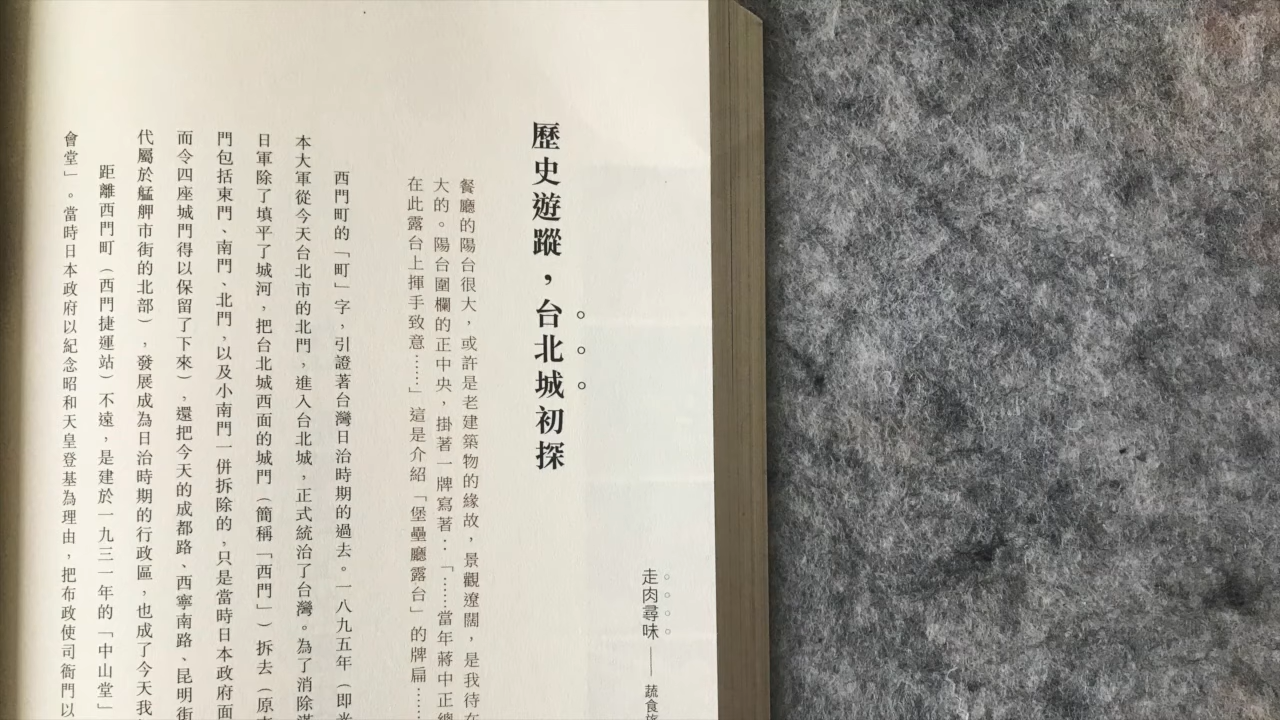 走肉尋味——蔬食旅
歷史遊蹤，台北城初探
餐廳的陽台很大，或許是老建築物的緣故，景觀遼闊，是我待在
大的。陽台圍欄的正中央，掛著一牌寫著：「……當年蔣中正總
在此露台上揮手致意……」這是介紹「堡壘廳露台」的牌扁……
西門町的「町」字，引證著台灣日治時期的過去。一八九五年（即光
本大軍從今天台北市的北門，進入台北城，正式統治了台灣。為了消除滿
日軍除了填平了城河，把台北城西面的城門（簡稱「西門」）拆去（原本
門包括東門、南門、北門，以及小南門一併拆除的，只是當時日本政府面
而令四座城門得以保留了下來），還把今天的成都路、西寧南路、昆明街
代屬於艋舺市街的北部），發展成為日治時期的行政區，也成了今天我
距離西門町（西門捷運站）不遠，是建於一九三一年的「中山堂」
會堂」。當時日本政府以紀念昭和天皇登基為理由，把布政使司衙門以